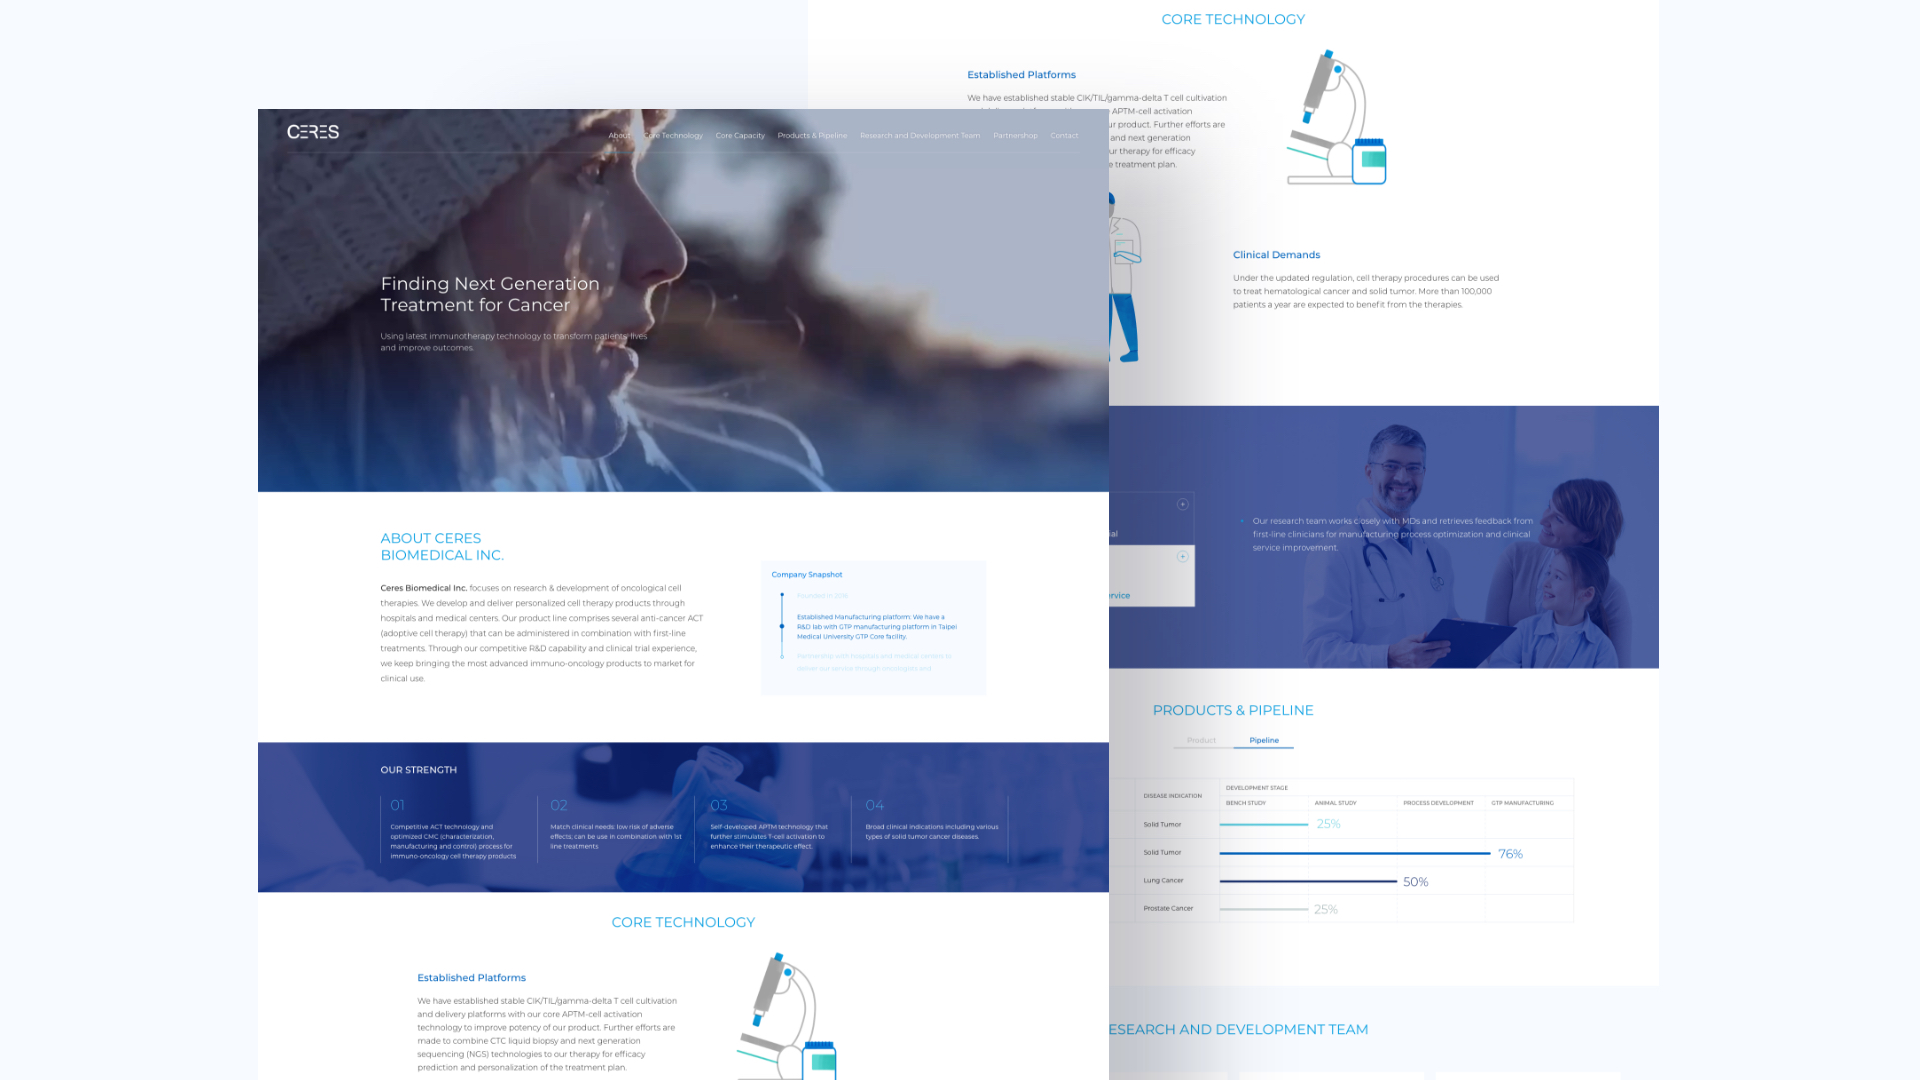 CERES
About
Core Technology
Core Capacity
Products & Pipeline
Research and Development Team
Partnershop
Contact
Finding Next Generation
Treatment for Cancer
Using latest immunotherapy technology to transform patients' lives
and improve outcomes.
ABOUT CERES
BIOMEDICAL INC.
Ceres Biomedical Inc. focuses on research & development of oncological cell
therapies. We develop and deliver personalized cell therapy products through
hospitals and medical centers. Our product line comprises several anti-cancer ACT
(adoptive cell therapy) that can be administered in combination with first-line
treatments. Through our competitive R&D capability and clinical trial experience,
we keep bringing the most advanced immuno-oncology products to market for
clinical use.
Company Snapshot
Founded in 2018
Established Manufacturing platform: We have a
R&D lab with GTP manufacturing platform in Taipei
Medical University GTP Core facility.
Partnership with hospitals and medical centers to
deliver our service through oncologists and
OUR STRENGTH
01
Competitive ACT technology and
optimized CMC (characterization,
manufacturing and control) process for
immuno-oncology cell therapy products
02
Match clinical needs: low risk of adverse
effects; can be use in combination with 1st
line treatments
03
Self-developed APTM technology that
further stimulates T-cell activation to
enhance their therapeutic effect.
04
Broad clinical indications including various
types of solid tumor cancer diseases.
CORE TECHNOLOGY
Established Platforms
We have established stable CIK/TIL/gamma-delta T cell cultivation
and delivery platforms with our core APTM-cell activation
technology to improve potency of our product. Further efforts are
made to combine CTC liquid biopsy and next generation
sequencing (NGS) technologies to our therapy for efficacy
prediction and personalization of the treatment plan.
CORE TECHNOLOGY
Established Platforms
We have established stable CIK/TIL/gamma-delta T cell cultivation
APTM-cell activation
ur product. Further efforts are
and next generation
ur therapy for efficacy
e treatment plan.
Clinical Demands
Under the updated regulation, cell therapy procedures can be used
to treat hematological cancer and solid tumor. More than 100,000
patients a year are expected to benefit from the therapies.
ial
ervice
Our research team works closely with MDs and retrieves feedback from
first-line clinicians for manufacturing process optimization and clinical
service improvement.
PRODUCTS & PIPELINE
Product
Pipeline
DISEASE INDICATION
DEVELOPMENT STAGE
BENCH STUDY
ANIMAL STUDY
PROCESS DEVELOPMENT
GTP MANUFACTURING
Solid Tumor
25%
Solid Tumor
76%
Lung Cancer
50%
Prostate Cancer
25%
ESEARCH AND DEVELOPMENT TEAM